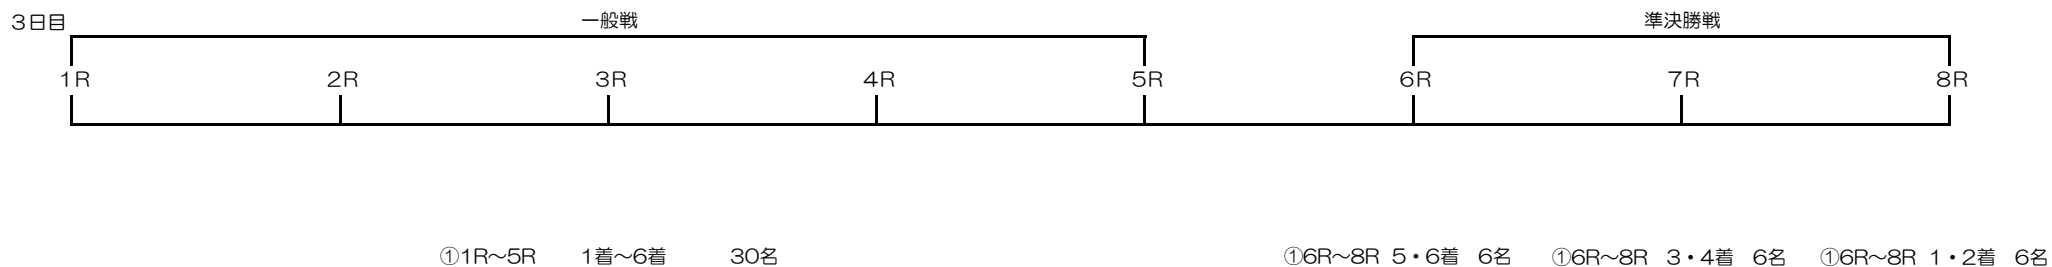 3日目 一般戦 準決勝戦
1R 2R 3R 4R 5R 6R 7R 8R
①1R～5R 1着～6着 30名 ①6R～8R 5・6着 6名 ①6R～8R 3・4着 6名 ①6R～8R 1・2着 6名